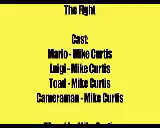 The Fight
Cast:
Mario - Mike Curtis
Luigi - Mike Curtis
Toad - Mike Curtis
Cameraman - Mike Curtis